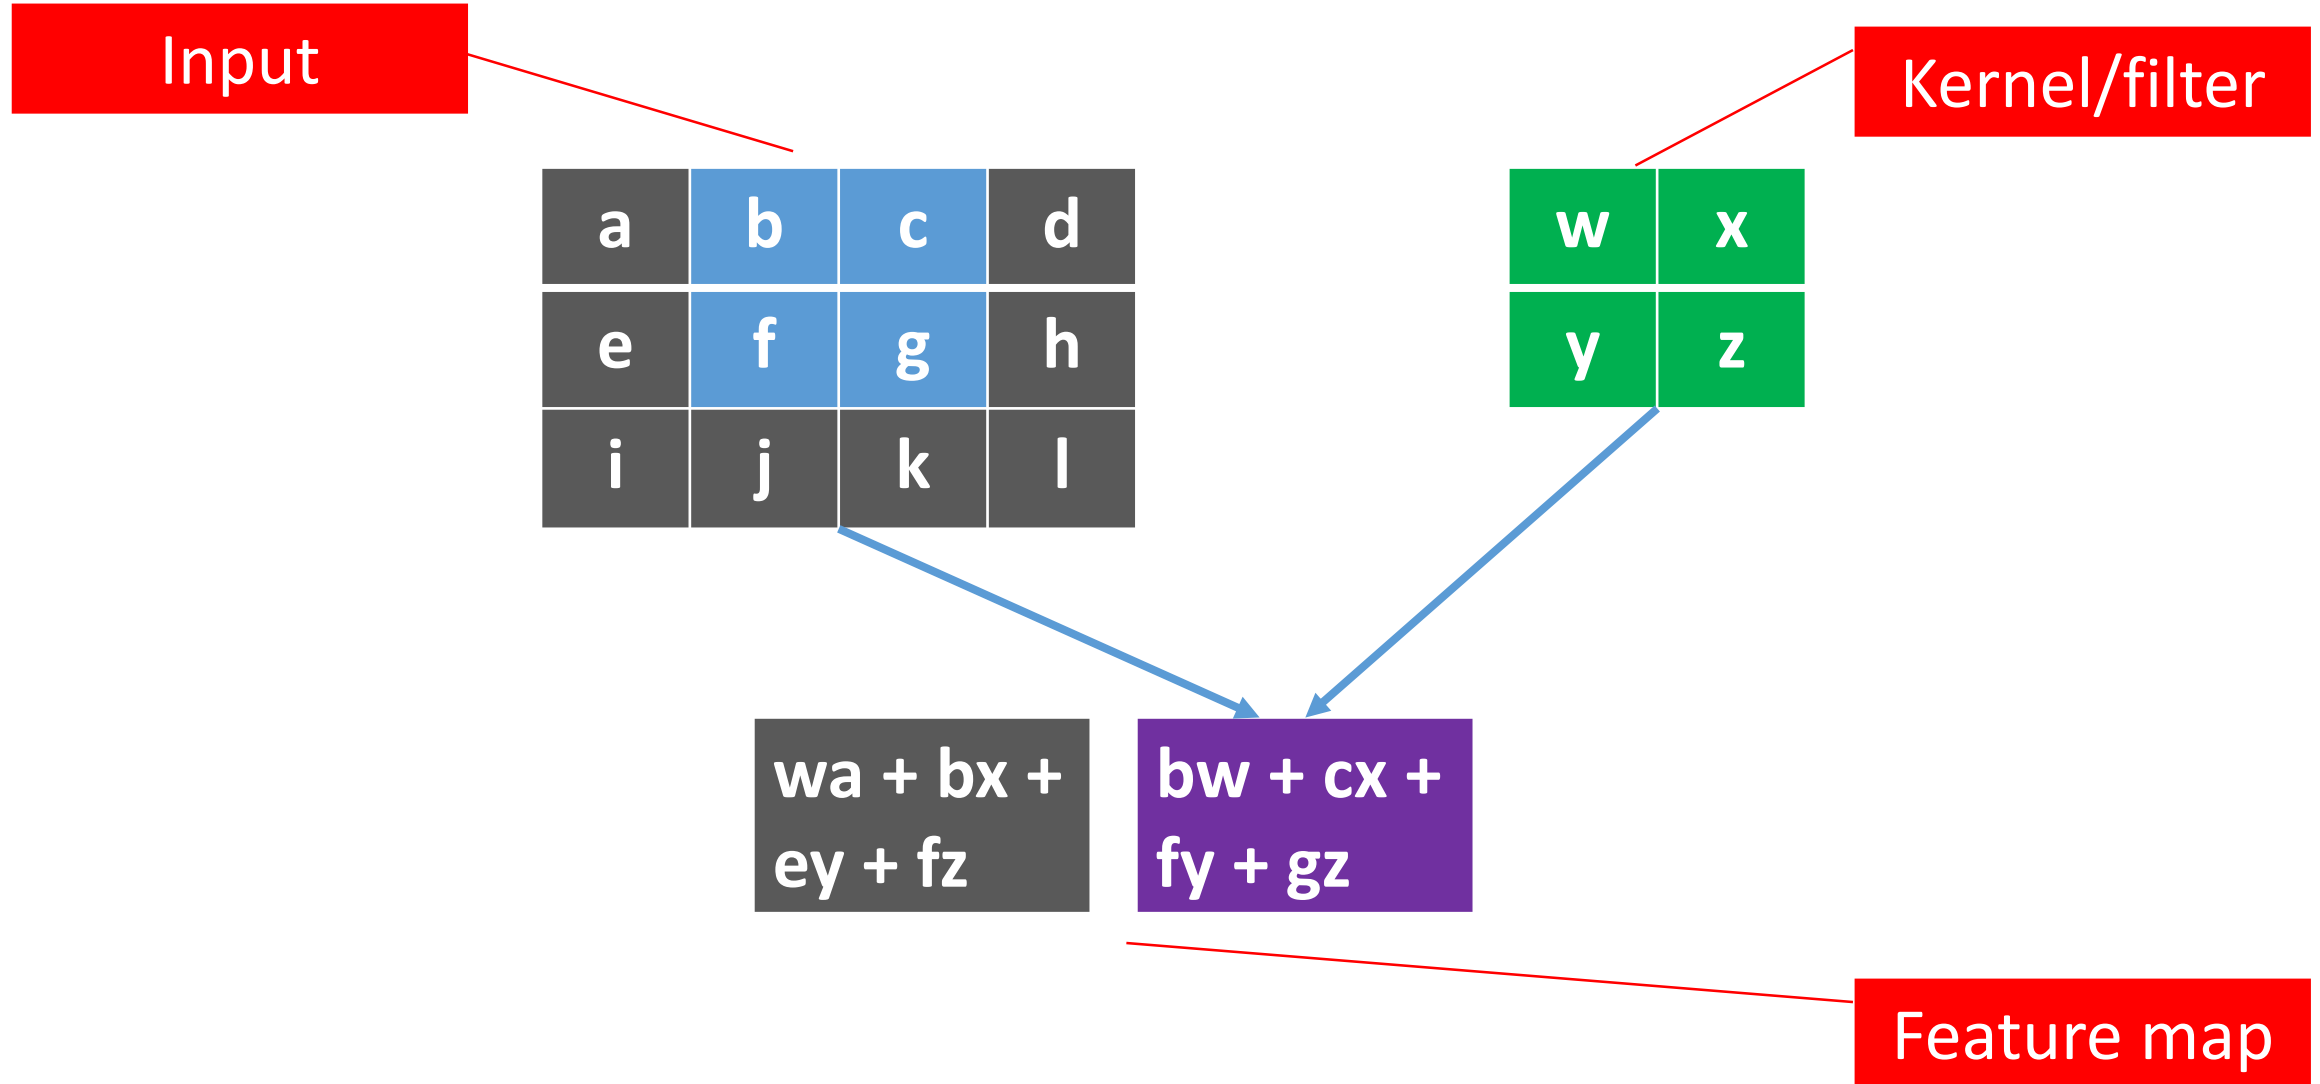 Input
Kernel/filter
a b c d
e f g h
i j k l
w x
y z
wa + bx +
ey + fz
bw + cx +
fy + gz
Feature map